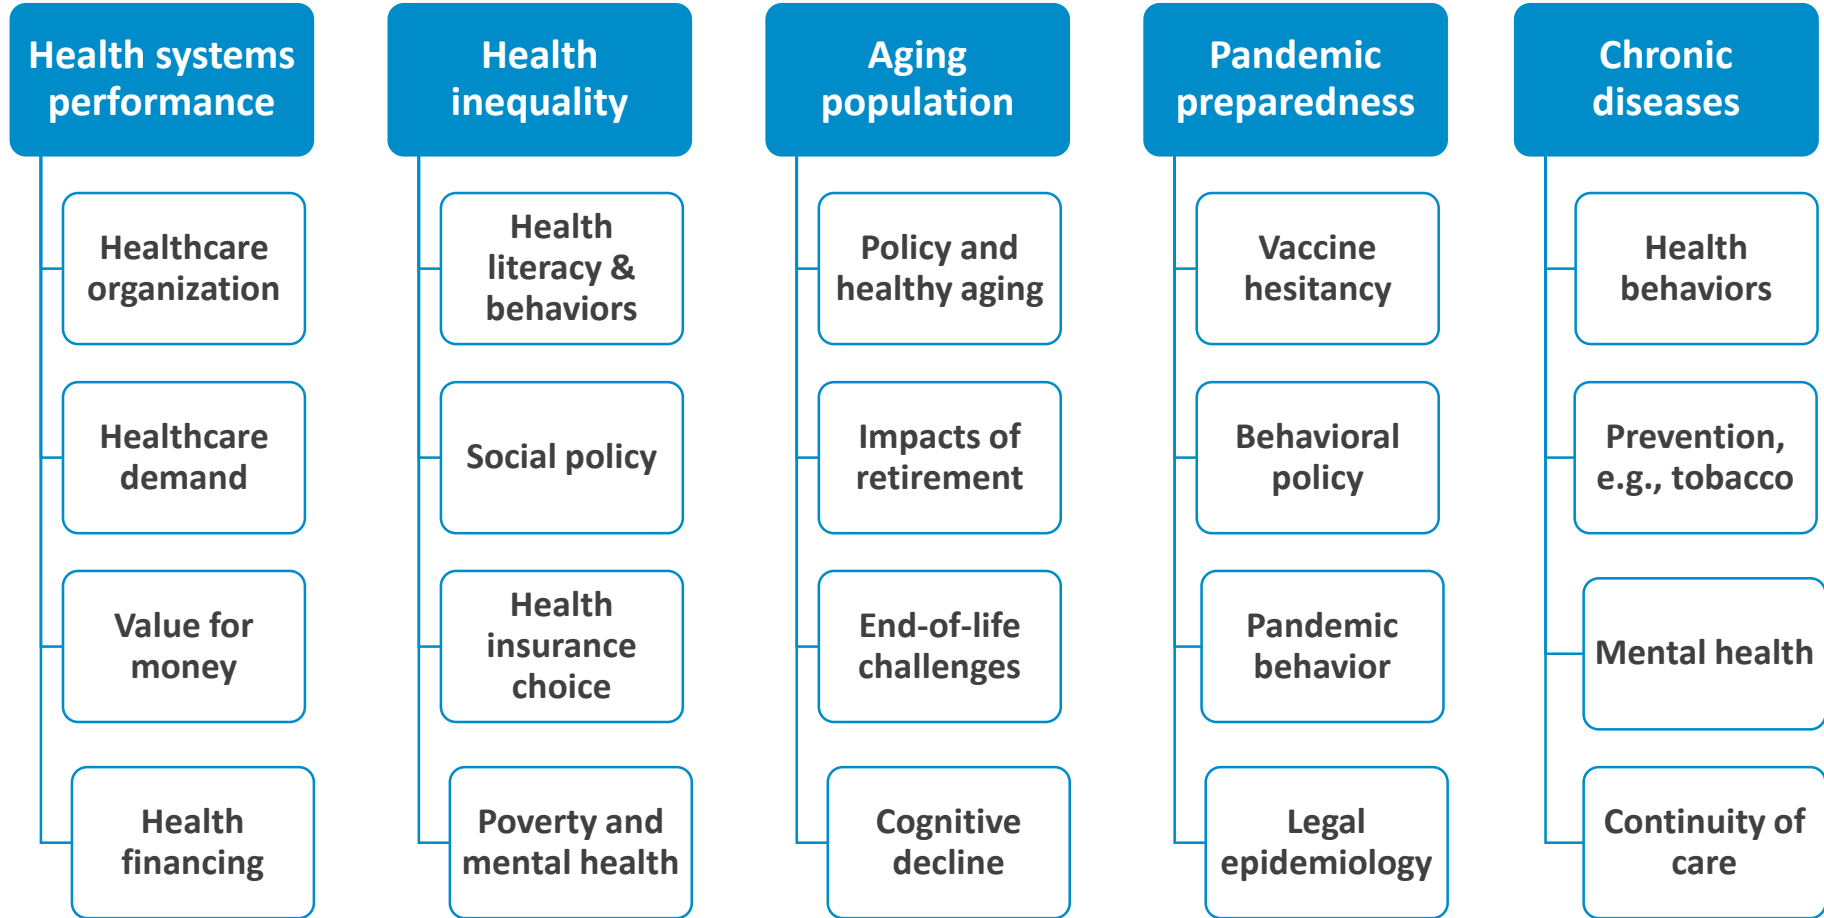 Health systems
performance
Healthcare
organization
Healthcare
demand
Value for
money
Health
financing
Health
inequality
Health
literacy &
behaviors
Social policy
Health
insurance
choice
Poverty and
mental health
Aging
population
Policy and
healthy aging
Impacts of
retirement
End-of-life
challenges
Cognitive
decline
Pandemic
preparedness
Vaccine
hesitancy
Behavioral
policy
Pandemic
behavior
Legal
epidemiology
Chronic
diseases
Health
behaviors
Prevention,
e.g., tobacco
Mental health
Continuity of
care